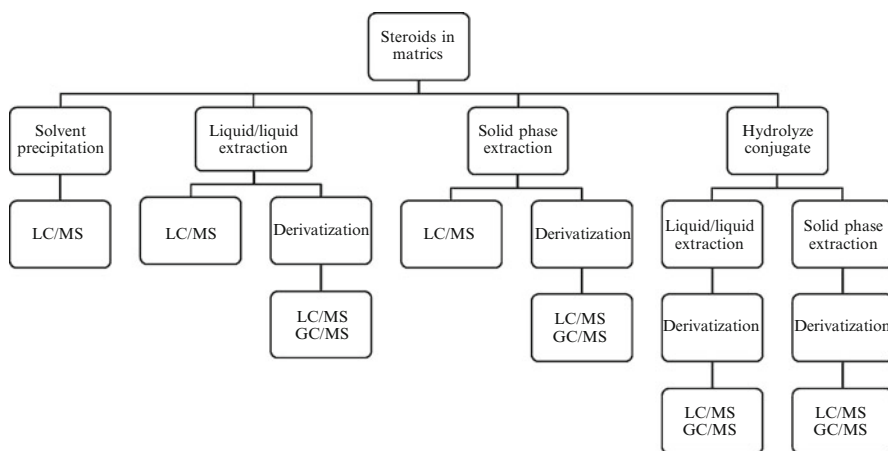 Steroids in
matrics
Solvent
precipitation
Liquid/liquid
extraction
Solid phase
extraction
Hydrolyze
conjugate
LC/MS
LC/MS
Derivatization
LC/MS
Derivatization
Liquid/liquid
extraction
Solid phase
extraction
LC/MS
GC/MS
LC/MS
GC/MS
Derivatization
Derivatization
LC/MS
GC/MS
LC/MS
GC/MS